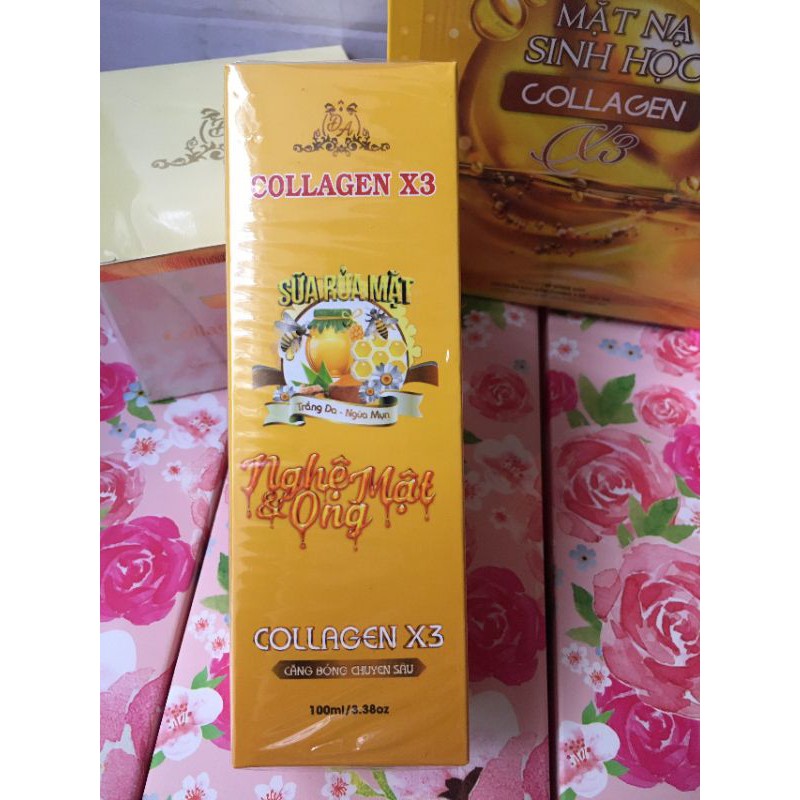 MẶT NẠ
SINH HỌC
COLLAGEN
X3
ĐA
COLLAGEN X3
SỮA RỬA MẶT
Trắng Da - Ngừa Mụn
Nghệ Mật
& Ong
COLLAGEN X3
CĂNG BÓNG CHUYÊN SÂU
100ml/3.38oz